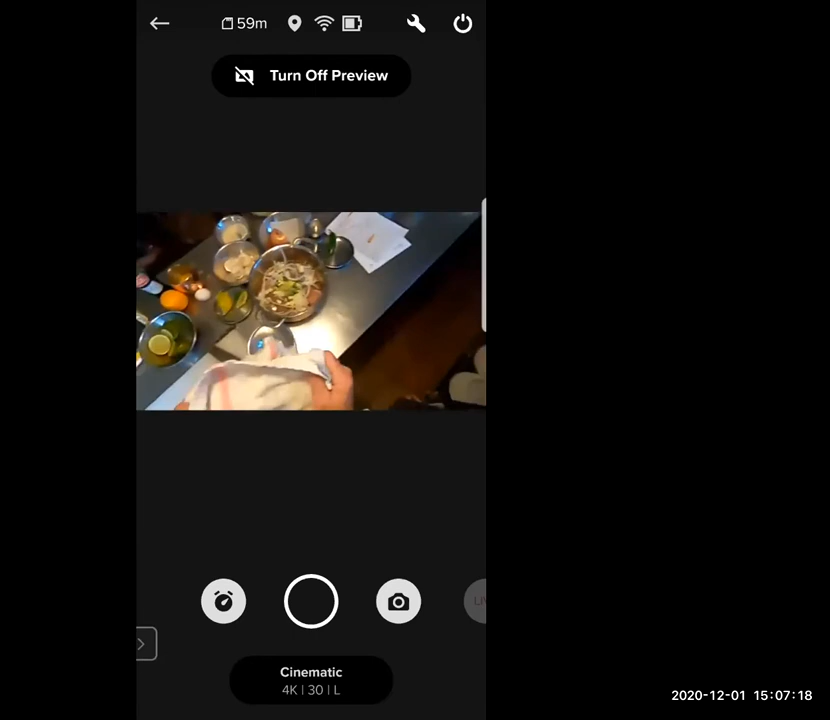 59m
Turn Off Preview
Cinematic
4K | 30 | L
2020-12-01 15:07:18